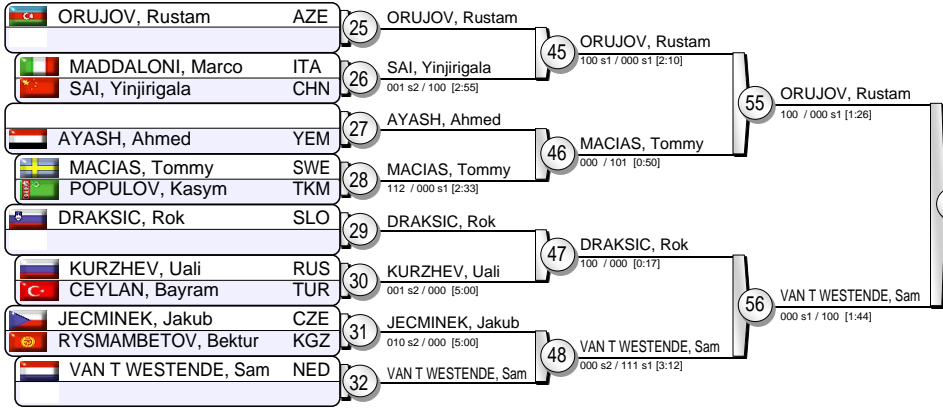 ORUJOV, Rustam AZE
25
ORUJOV, Rustam
MADDALONI, Marco ITA
SAI, Yinjirigala CHN
26
SAI, Yinjirigala
001 s2 / 100 [2:55]
45
ORUJOV, Rustam
100 s1 / 000 s1 [2:10]
AYASH, Ahmed YEM
27
AYASH, Ahmed
MACIAS, Tommy SWE
POPULOV, Kasym TKM
28
MACIAS, Tommy
112 / 000 s1 [2:33]
46
MACIAS, Tommy
000 / 101 [0:50]
55
ORUJOV, Rustam
100 / 000 s1 [1:26]
DRAKSIC, Rok SLO
29
DRAKSIC, Rok
KURZHEV, Uali RUS
CEYLAN, Bayram TUR
30
KURZHEV, Uali
001 s2 / 000 [5:00]
47
DRAKSIC, Rok
100 / 000 [0:17]
JECMINEK, Jakub CZE
RYSMAMBETOV, Bektur KGZ
31
JECMINEK, Jakub
010 s2 / 000 [5:00]
VAN T WESTENDE, Sam NED
32
VAN T WESTENDE, Sam
48
VAN T WESTENDE, Sam
000 s2 / 111 s1 [3:12]
56
VAN T WESTENDE, Sam
000 s1 / 100 [1:44]